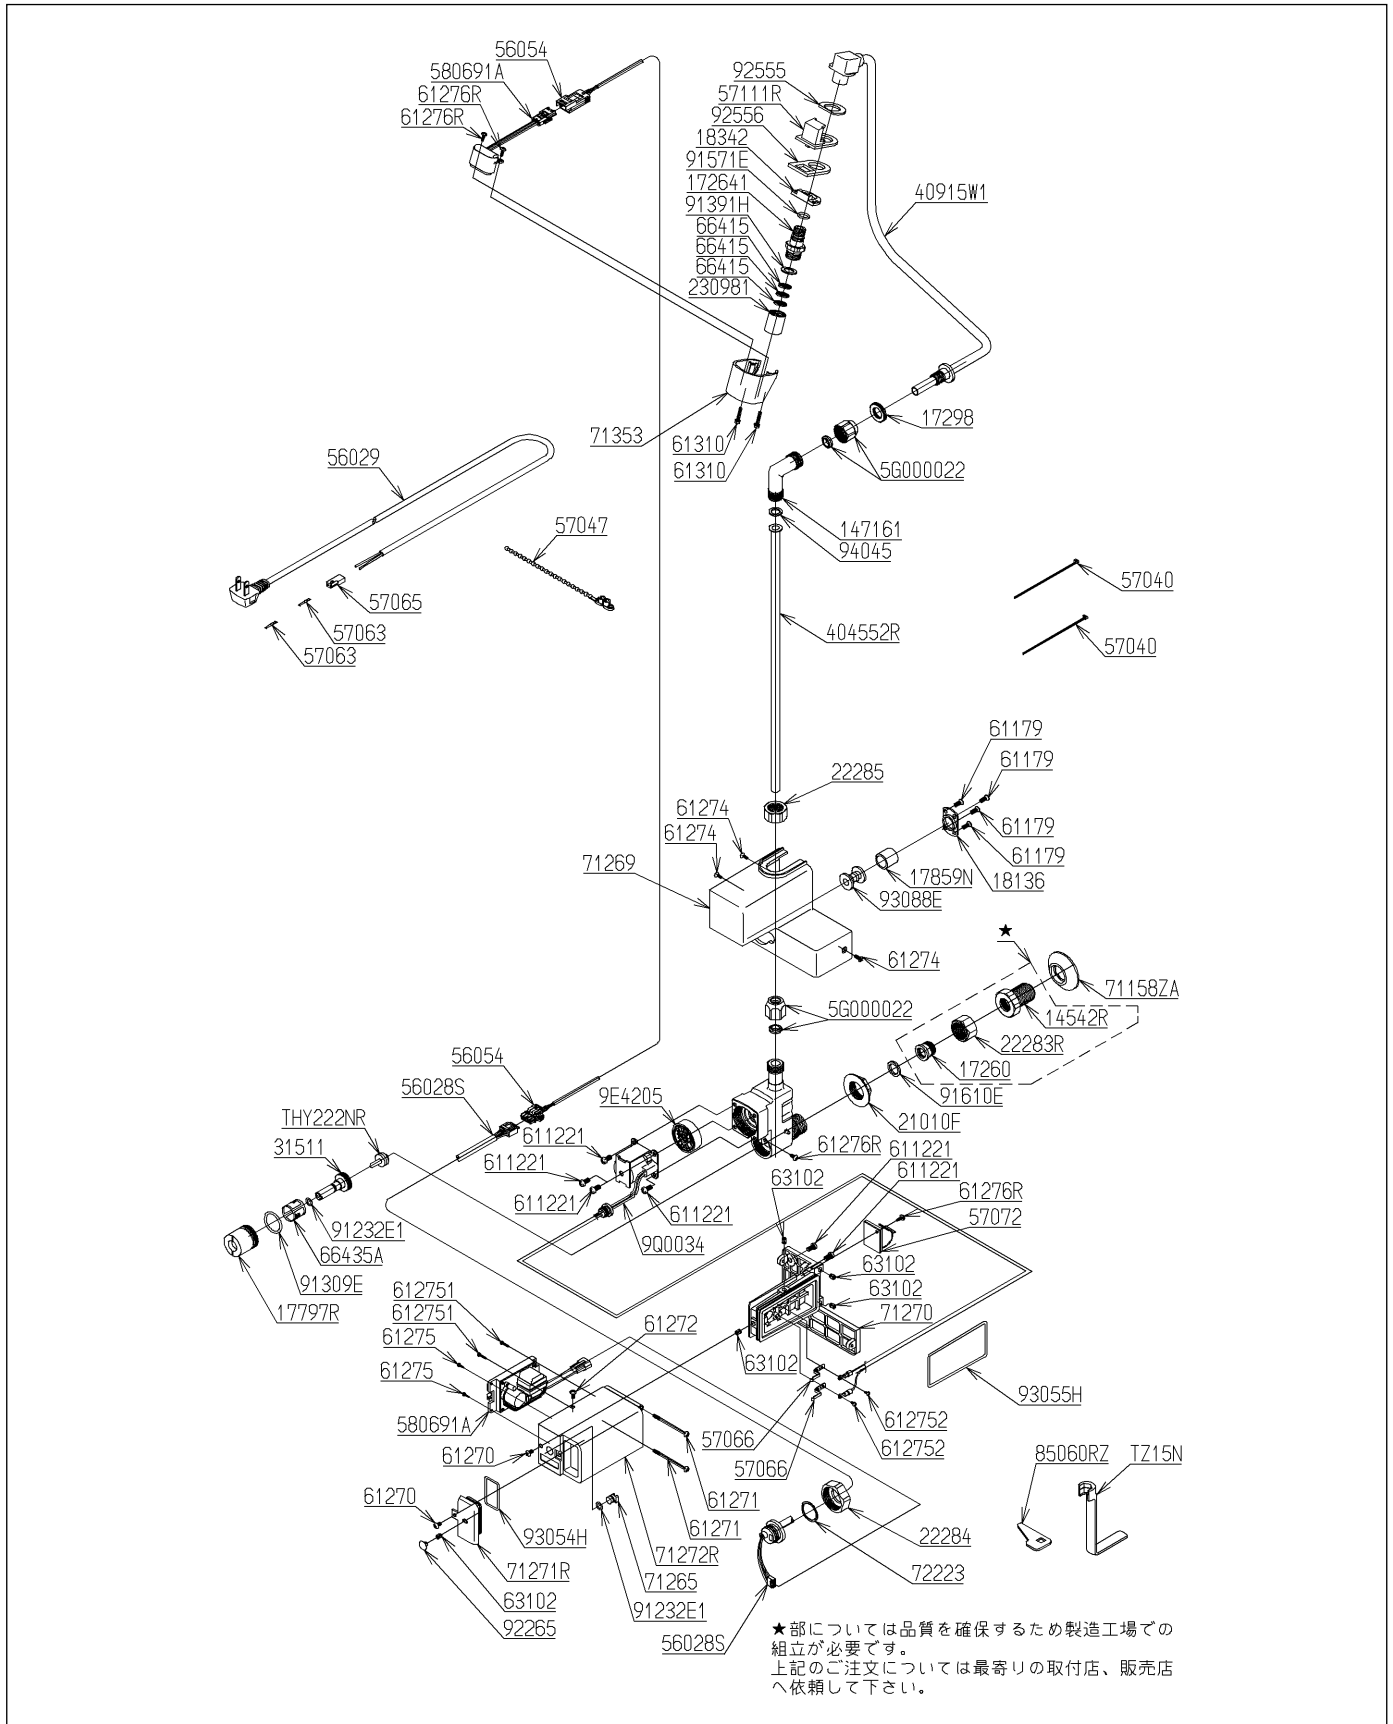 56054
580691A
61276R
61276R
92555
57111R
92556
18342
91571E
172641
91391H
66415
66415
66415
230981
40915W1
71353
61310
61310
17298
5G000022
147161
94045
56029
57047
57065
57063
57063
404552R
57040
57040
22285
61274
61274
71269
61179
61179
61179
61179
18136
17859N
93088E
61274
★
71158ZA
14542R
22283R
17260
91610E
21010F
5G000022
56054
56028S
9E4205
THY222NR
31511
611221
611221
611221
611221
9Q0034
61276R
611221
611221
61276R
57072
63102
63102
63102
71270
63102
91232E1
66435A
91309E
17797R
612751
612751
61275
61275
580691A
61272
61270
61270
93054H
71271R
63102
92265
61271
61271
71272R
71265
91232E1
57066
57066
612752
612752
93055H
22284
72223
56028S
85060RZ
TZ15N
★部については品質を確保するため製造工場での
組立が必要です。
上記のご注文については最寄りの取付店、販売店
へ依頼して下さい。